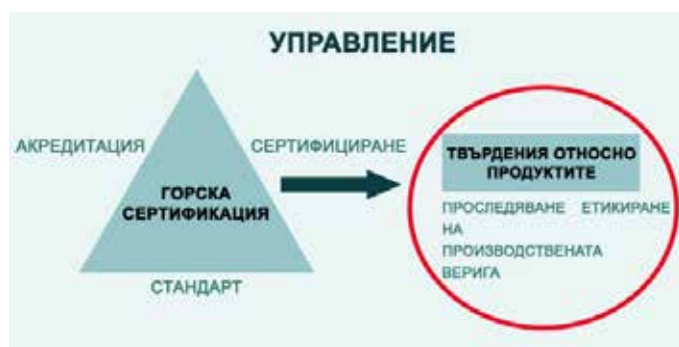 УПРАВЛЕНИЕ
АКРЕДИТАЦИЯ
СЕРТИФИЦИРАНЕ
ГОРСКА
СЕРТИФИКАЦИЯ
СТАНДАРТ
ТВЪРДЕНИЯ ОТНОСНО
ПРОДУКТИТЕ
ПРОСЛЕДЯВАНЕ ЕТИКИРАНЕ
НА
ПРОИЗВОДСТВЕНАТА
ВЕРИГА